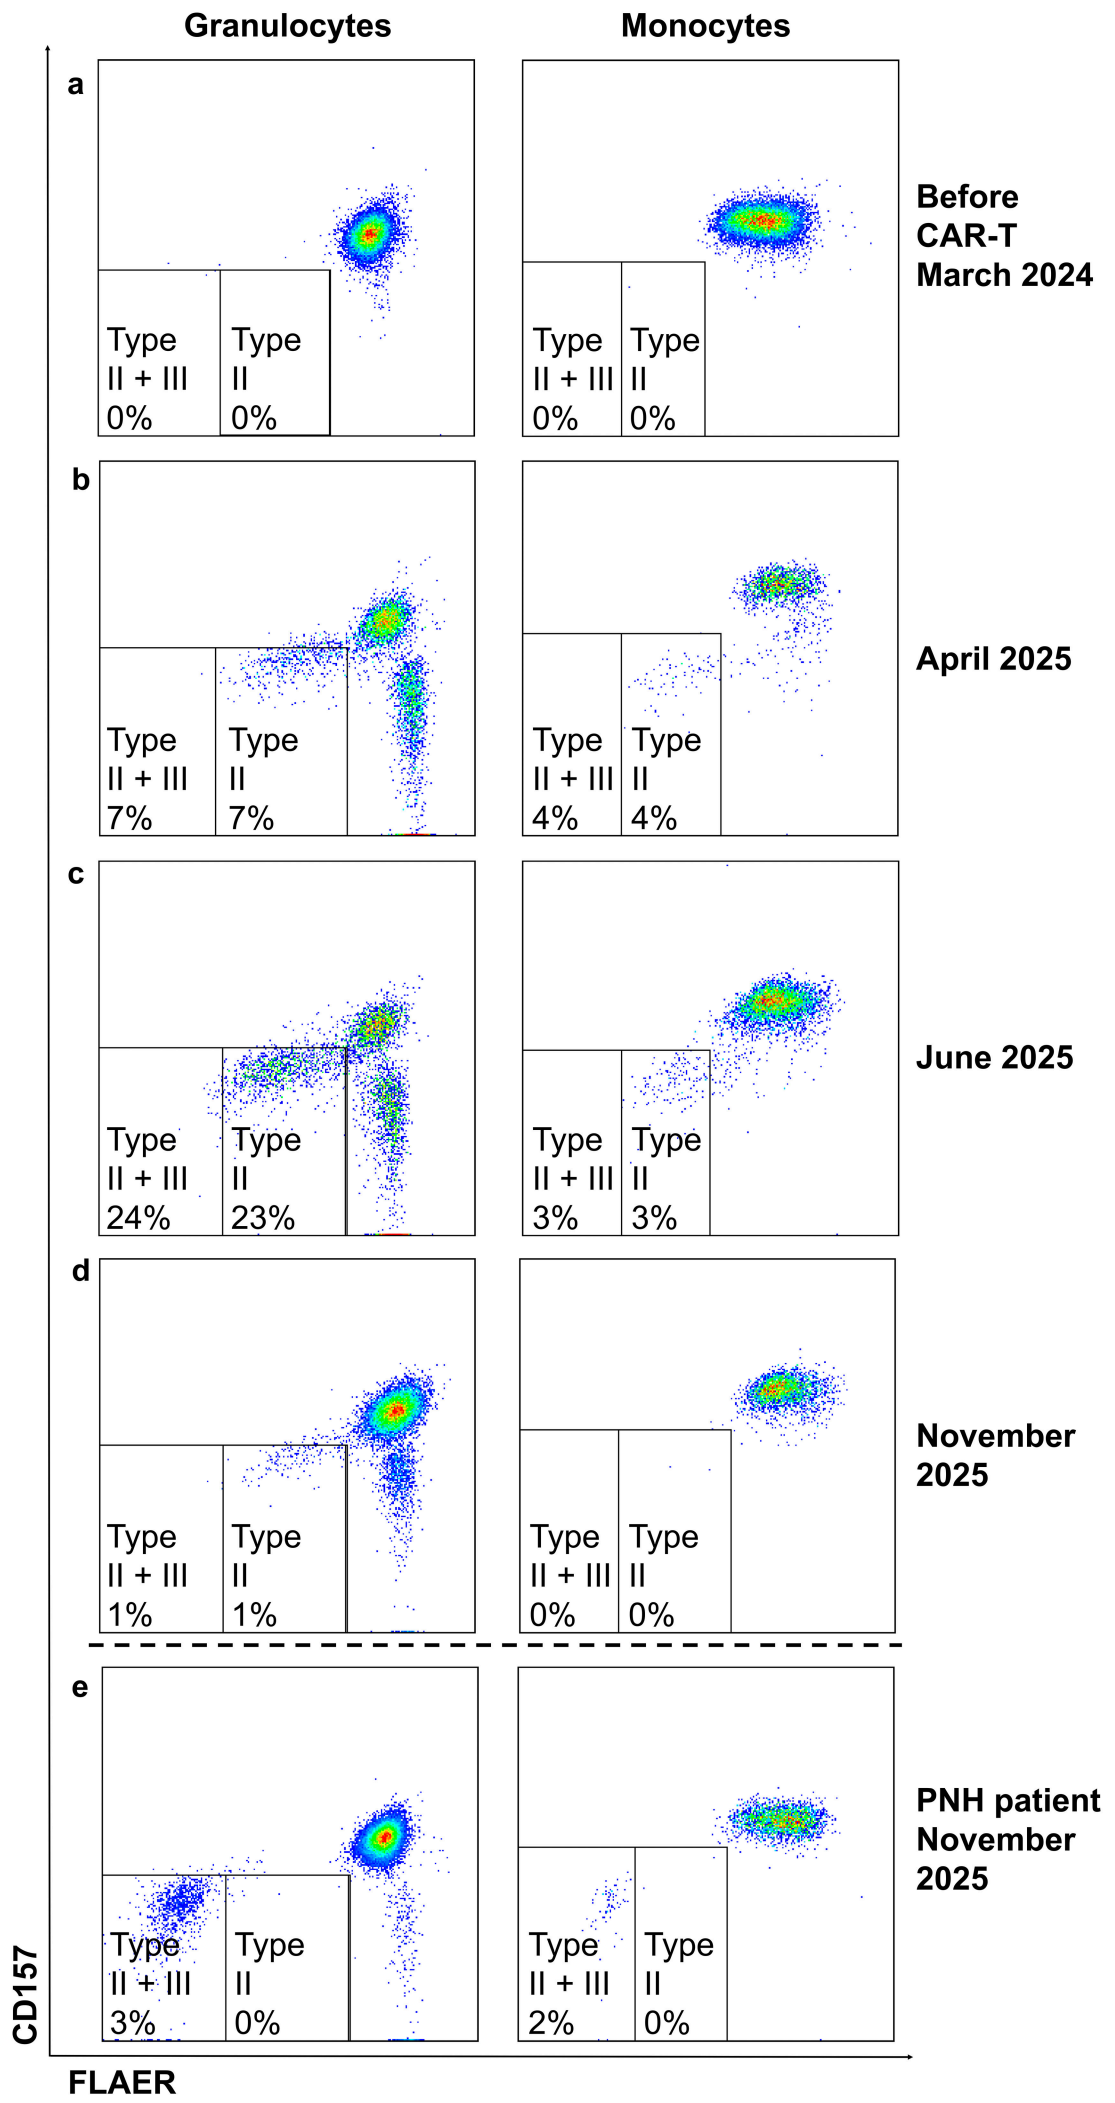 Granulocytes
Monocytes
a
Type
II + III
0%
Type
II
0%
Type
II + III
0%
Type
II
0%
Before
CAR-T
March 2024
b
Type
II + III
7%
Type
II
7%
Type
II + III
4%
Type
II
4%
April 2025
c
Type
II + III
24%
Type
II
23%
Type
II + III
3%
Type
II
3%
June 2025
d
Type
II + III
1%
Type
II
1%
Type
II + III
0%
Type
II
0%
November
2025
e
Type
II + III
3%
Type
II
0%
Type
II + III
2%
Type
II
0%
PNH patient
November
2025
CD157
FLAER